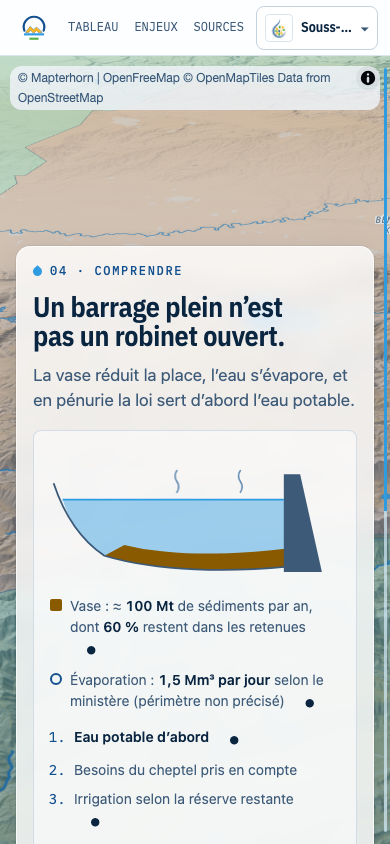 TABLEAU ENJEUX SOURCES Souss-...
© Mapterhorn | OpenFreeMap © OpenMapTiles Data from
OpenStreetMap
04 · COMPRENDRE
Un barrage plein n’est
pas un robinet ouvert.
La vase réduit la place, l’eau s’évapore, et
en pénurie la loi sert d’abord l’eau potable.
Vase : ≈ 100 Mt de sédiments par an,
dont 60 % restent dans les retenues
Évaporation : 1,5 Mm³ par jour selon le
ministère (périmètre non précisé)
1. Eau potable d’abord
2. Besoins du cheptel pris en compte
3. Irrigation selon la réserve restante